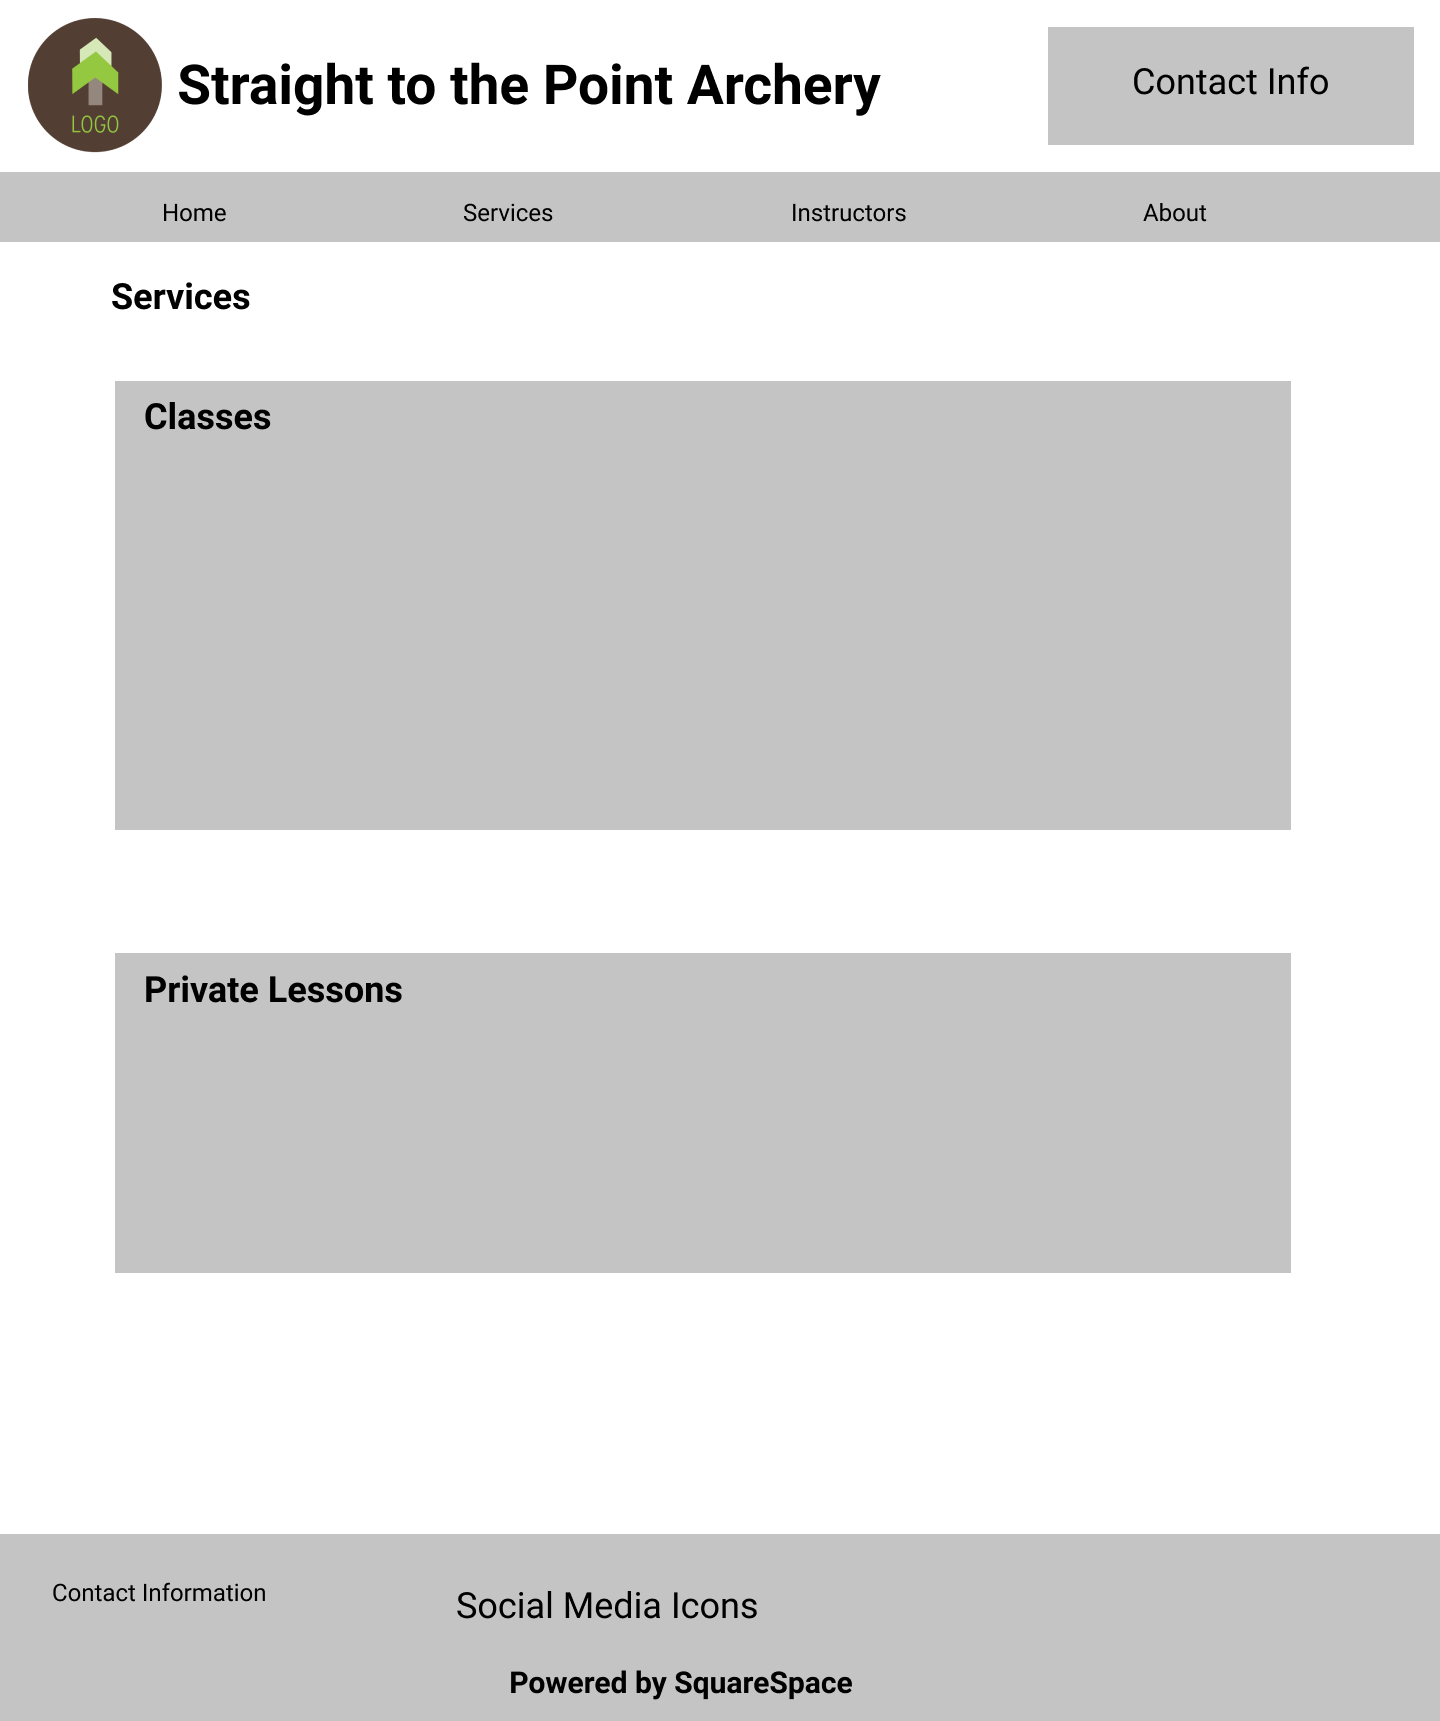 LOGO
Straight to the Point Archery
Contact Info
Home Services Instructors About
Services
Classes
Private Lessons
Contact Information
Social Media Icons
Powered by SquareSpace